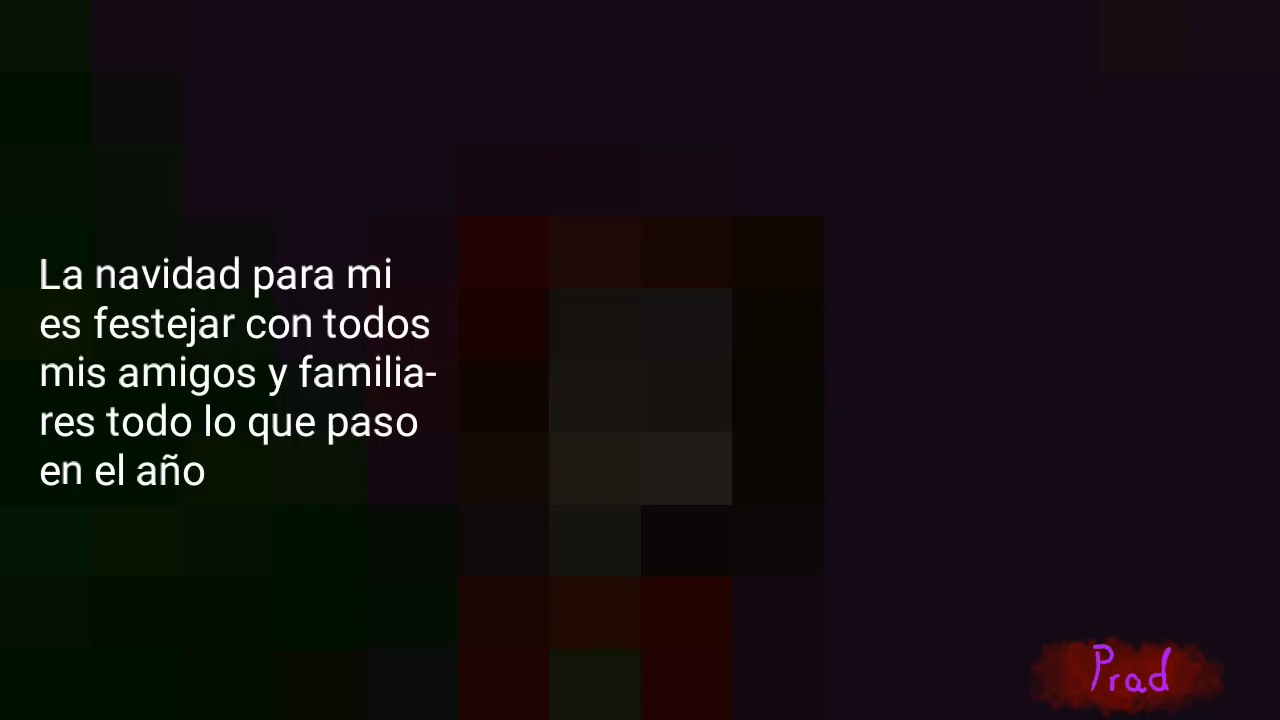 La navidad para mi
es festejar con todos
mis amigos y familia-
res todo lo que paso
en el año
Prad